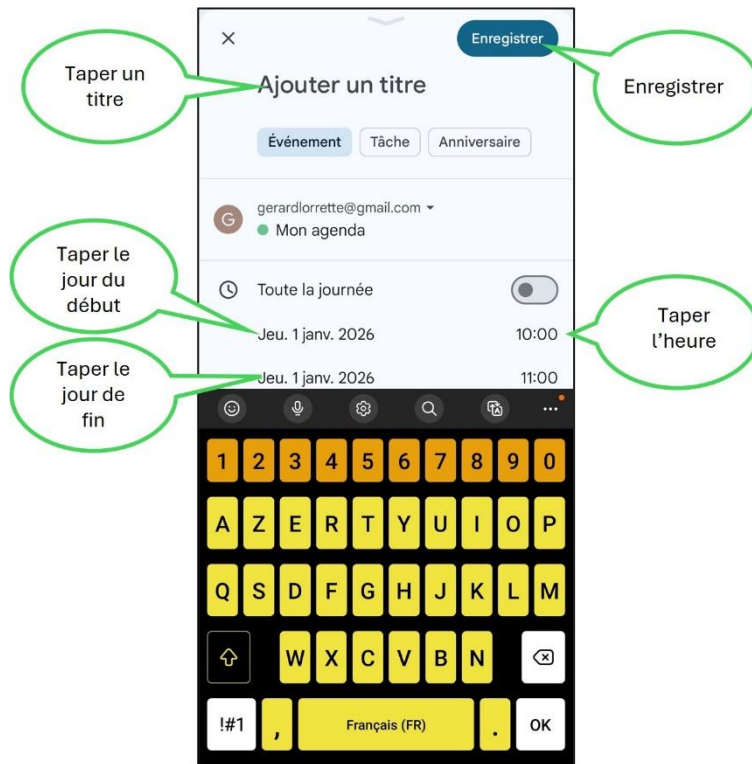 Enregistrer
Taper un
titre
Ajouter un titre
Enregistrer
Événement Tâche Anniversaire
G
gerardlorrette@gmail.com
Mon agenda
Taper le
jour du
début
Toute la journée
Jeu. 1 janv. 2026 10:00
Taper
l’heure
Taper le
jour de
fin
Jeu. 1 janv. 2026 11:00
1 2 3 4 5 6 7 8 9 0
A Z E R T Y U I O P
Q S D F G H J K L M
W X C V B N
!#1 , Français (FR) . OK